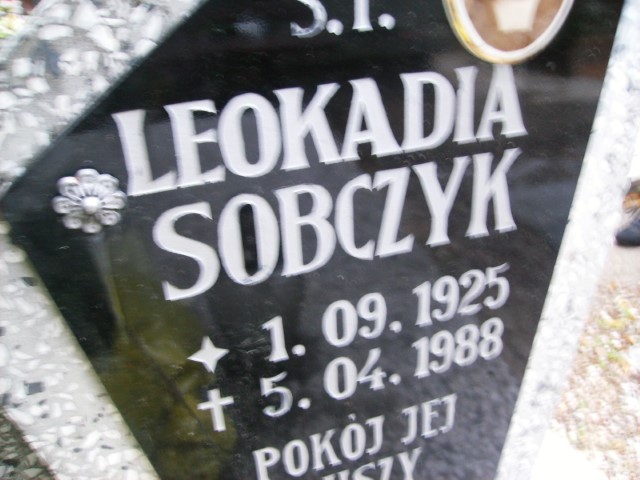 Ś.P.
LEOKADIA
SOBCZYK
1. 09. 1925
5. 04. 1988
POKÓJ JEJ